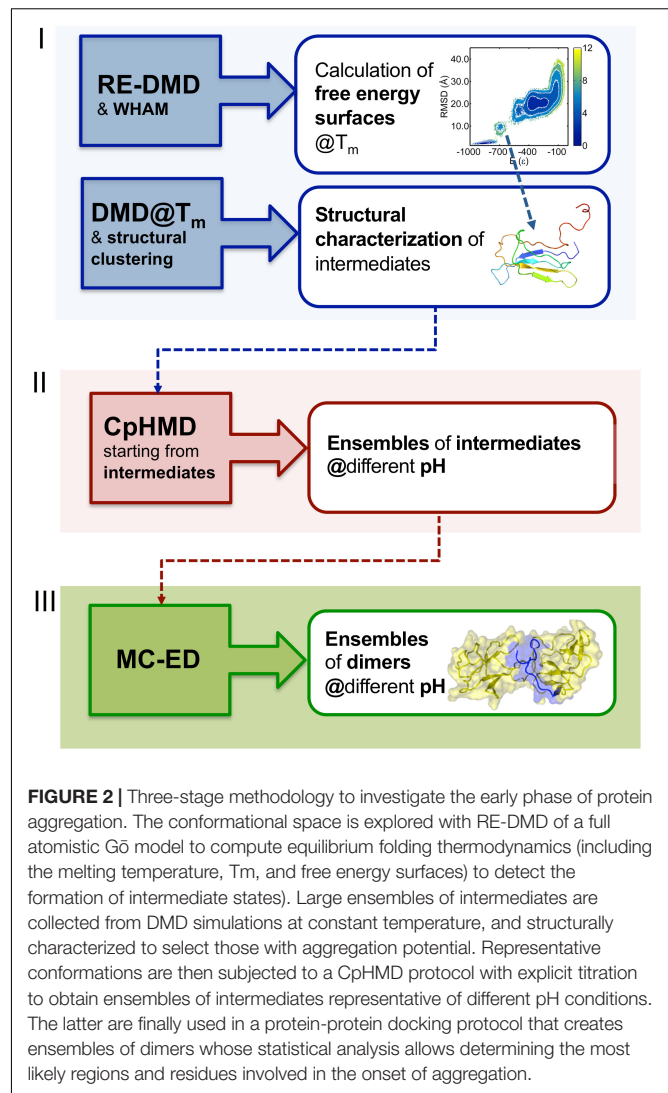 I
RE-DMD
& WHAM
Calculation of
free energy
surfaces
@Tm
RMSD (Å)
40.0
30.0
20.0
10.0
-1000 -700 -400 -100
E (ε)
12
8
4
0
DMD@Tm
& structural
clustering
Structural
characterization of
intermediates
II
CpHMD
starting from
intermediates
Ensembles of intermediates
@different pH
III
MC-ED
Ensembles
of dimers
@different pH
FIGURE 2 | Three-stage methodology to investigate the early phase of protein
aggregation. The conformational space is explored with RE-DMD of a full
atomistic Gō model to compute equilibrium folding thermodynamics (including
the melting temperature, Tm, and free energy surfaces) to detect the
formation of intermediate states). Large ensembles of intermediates are
collected from DMD simulations at constant temperature, and structurally
characterized to select those with aggregation potential. Representative
conformations are then subjected to a CpHMD protocol with explicit titration
to obtain ensembles of intermediates representative of different pH conditions.
The latter are finally used in a protein-protein docking protocol that creates
ensembles of dimers whose statistical analysis allows determining the most
likely regions and residues involved in the onset of aggregation.